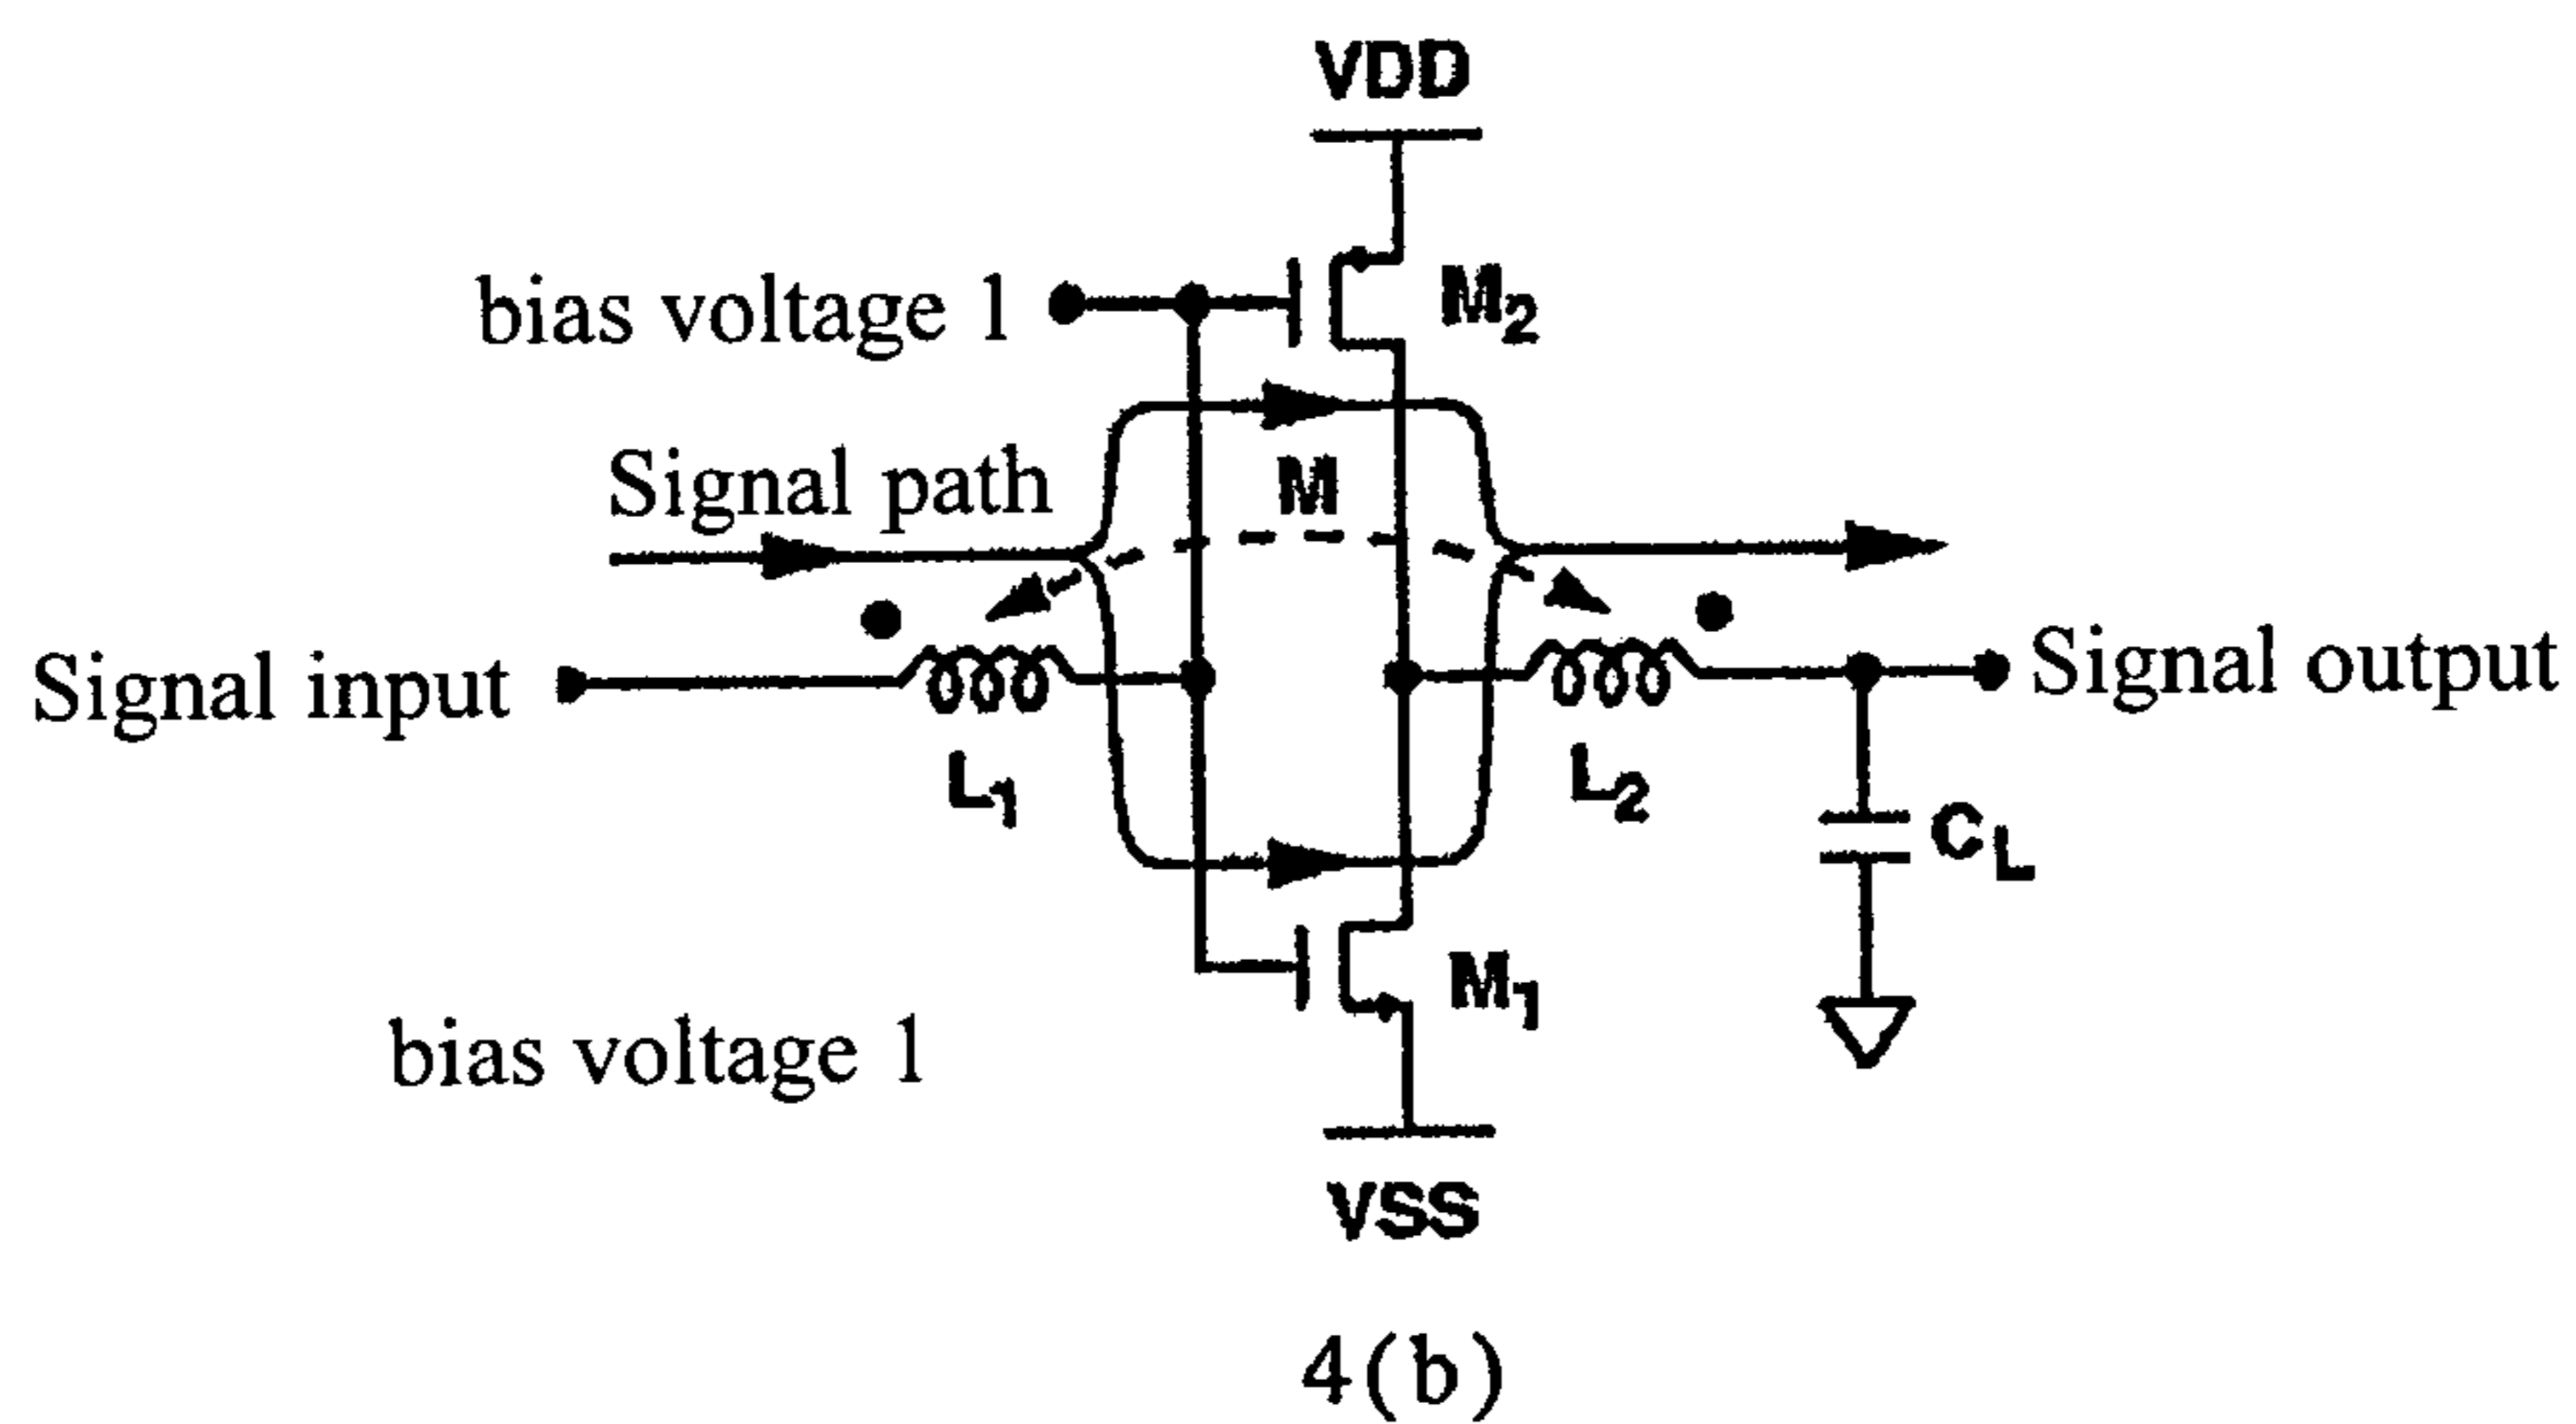 VDD
bias voltage 1
M2
Signal path
M
Signal input
Signal output
L1
L2
CL
bias voltage 1
M1
VSS
4(b)